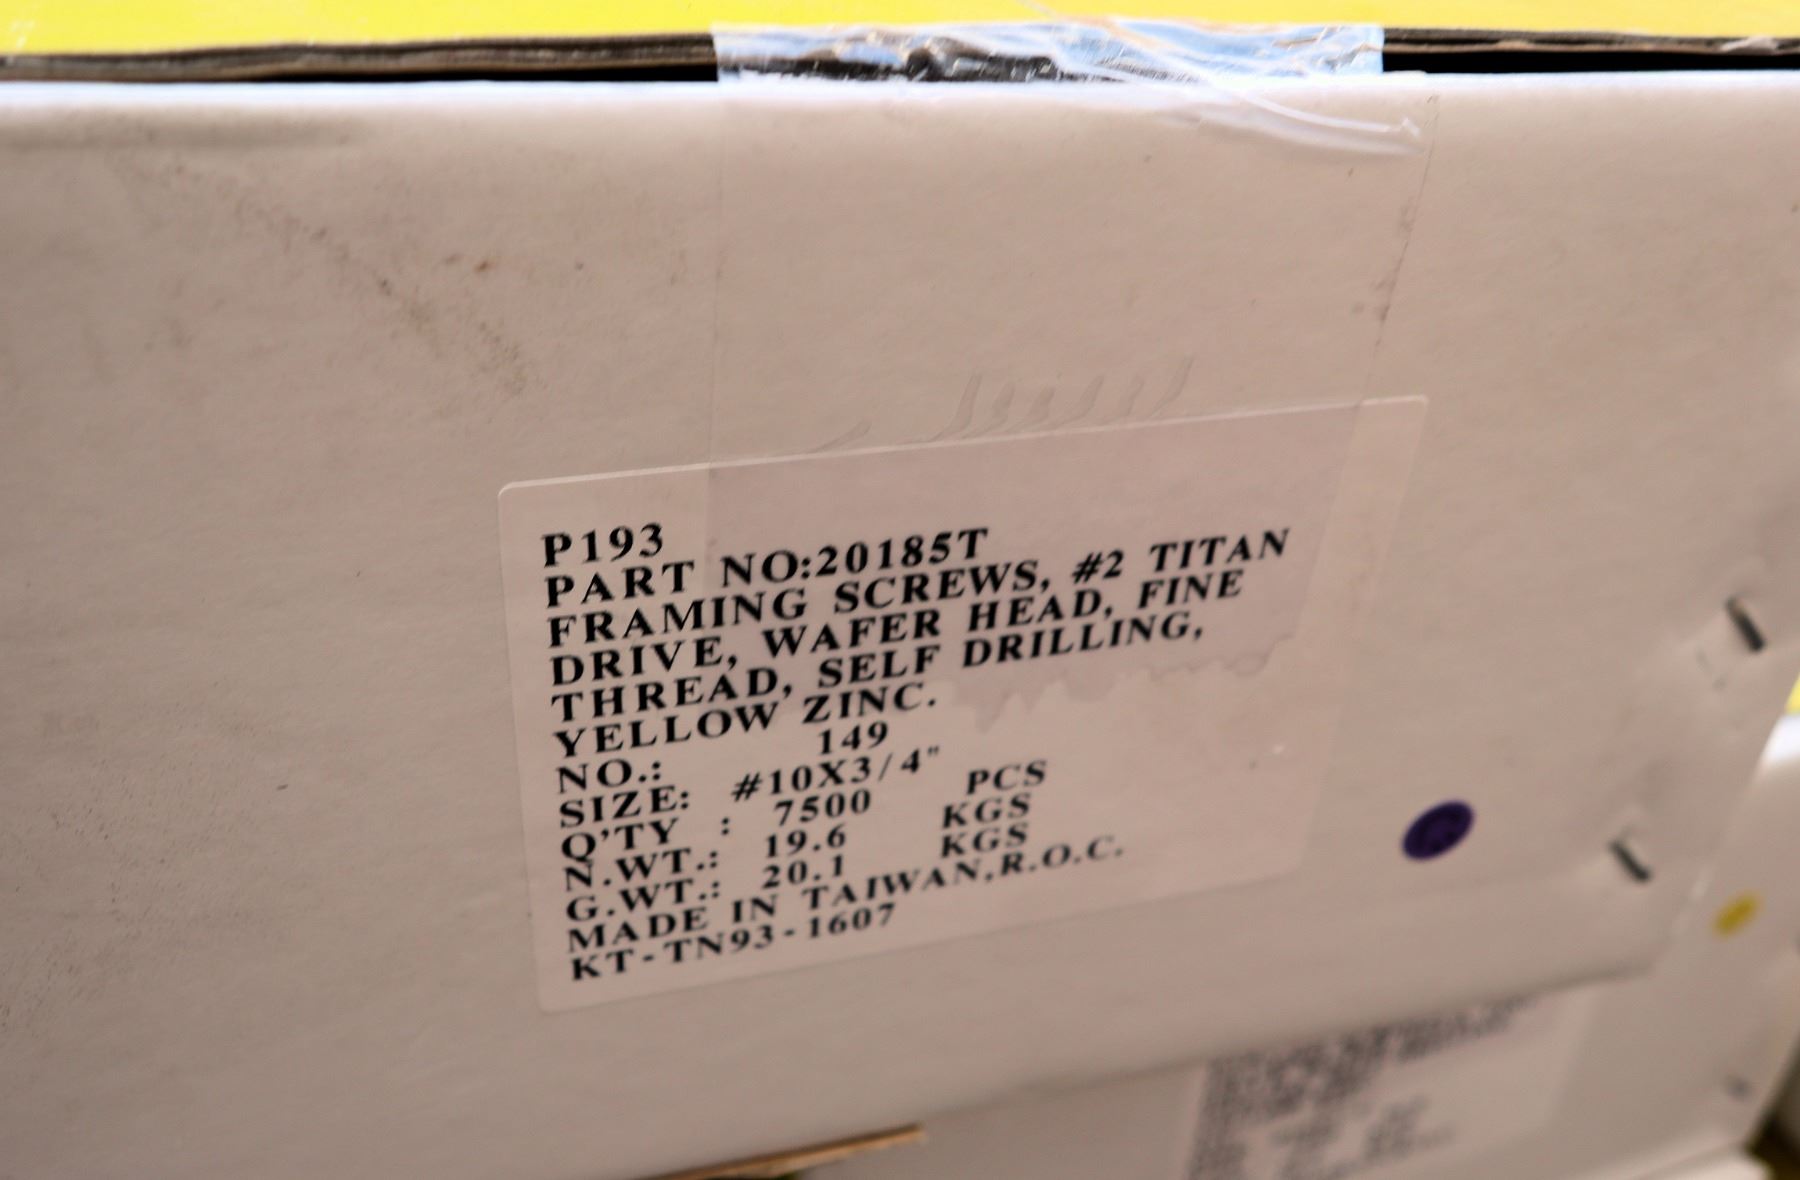 P193
PART NO:20185T
FRAMING SCREWS, #2 TITAN
DRIVE, WAFER HEAD, FINE
THREAD, SELF DRILLING,
YELLOW ZINC.
NO.: 149
SIZE: #10X3/4"
Q'TY : 7500 PCS
N.WT.: 19.6 KGS
G.WT.: 20.1 KGS
MADE IN TAIWAN,R.O.C.
KT-TN93-1607